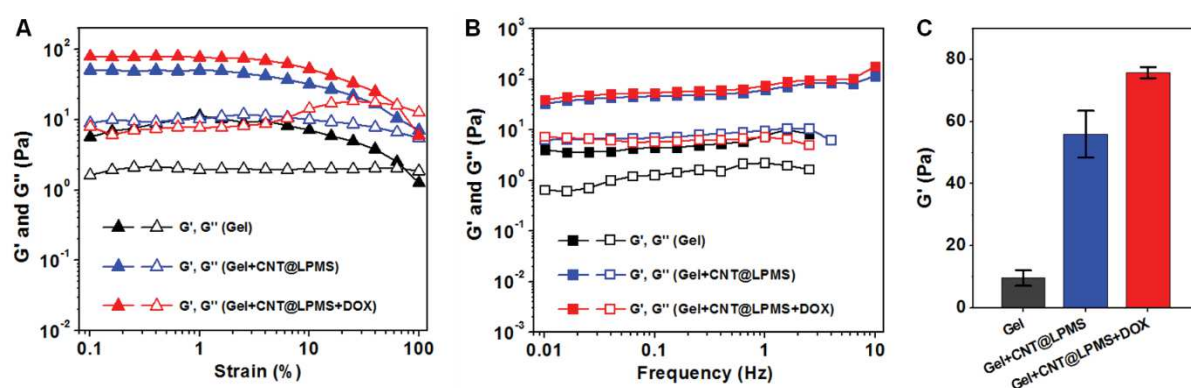 A
G' and G" (Pa)
10²
10¹
10⁰
10⁻¹
10⁻²
G', G" (Gel)
G', G" (Gel+CNT@LPMS)
G', G" (Gel+CNT@LPMS+DOX)
0.1
1
10
100
Strain (%)
B
G' and G" (Pa)
10³
10²
10¹
10⁰
10⁻¹
10⁻²
10⁻³
G', G" (Gel)
G', G" (Gel+CNT@LPMS)
G', G" (Gel+CNT@LPMS+DOX)
0.01
0.1
1
10
Frequency (Hz)
C
G' (Pa)
80
60
40
20
0
Gel
Gel+CNT@LPMS
Gel+CNT@LPMS+DOX